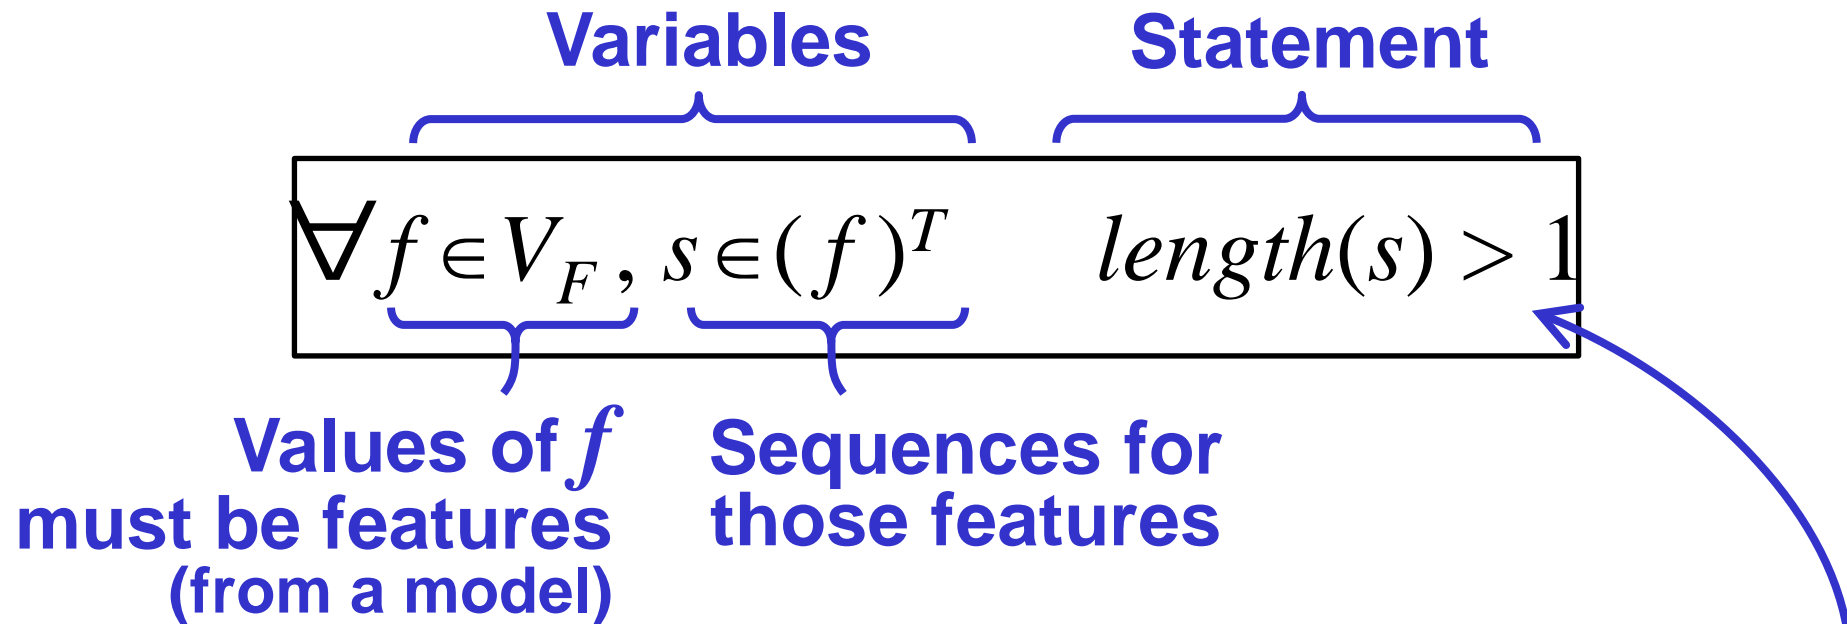 Variables Statement
∀f ∈ V_F, s ∈ (f)^T length(s) > 1
Values of f
must be features
(from a model)
Sequences for
those features